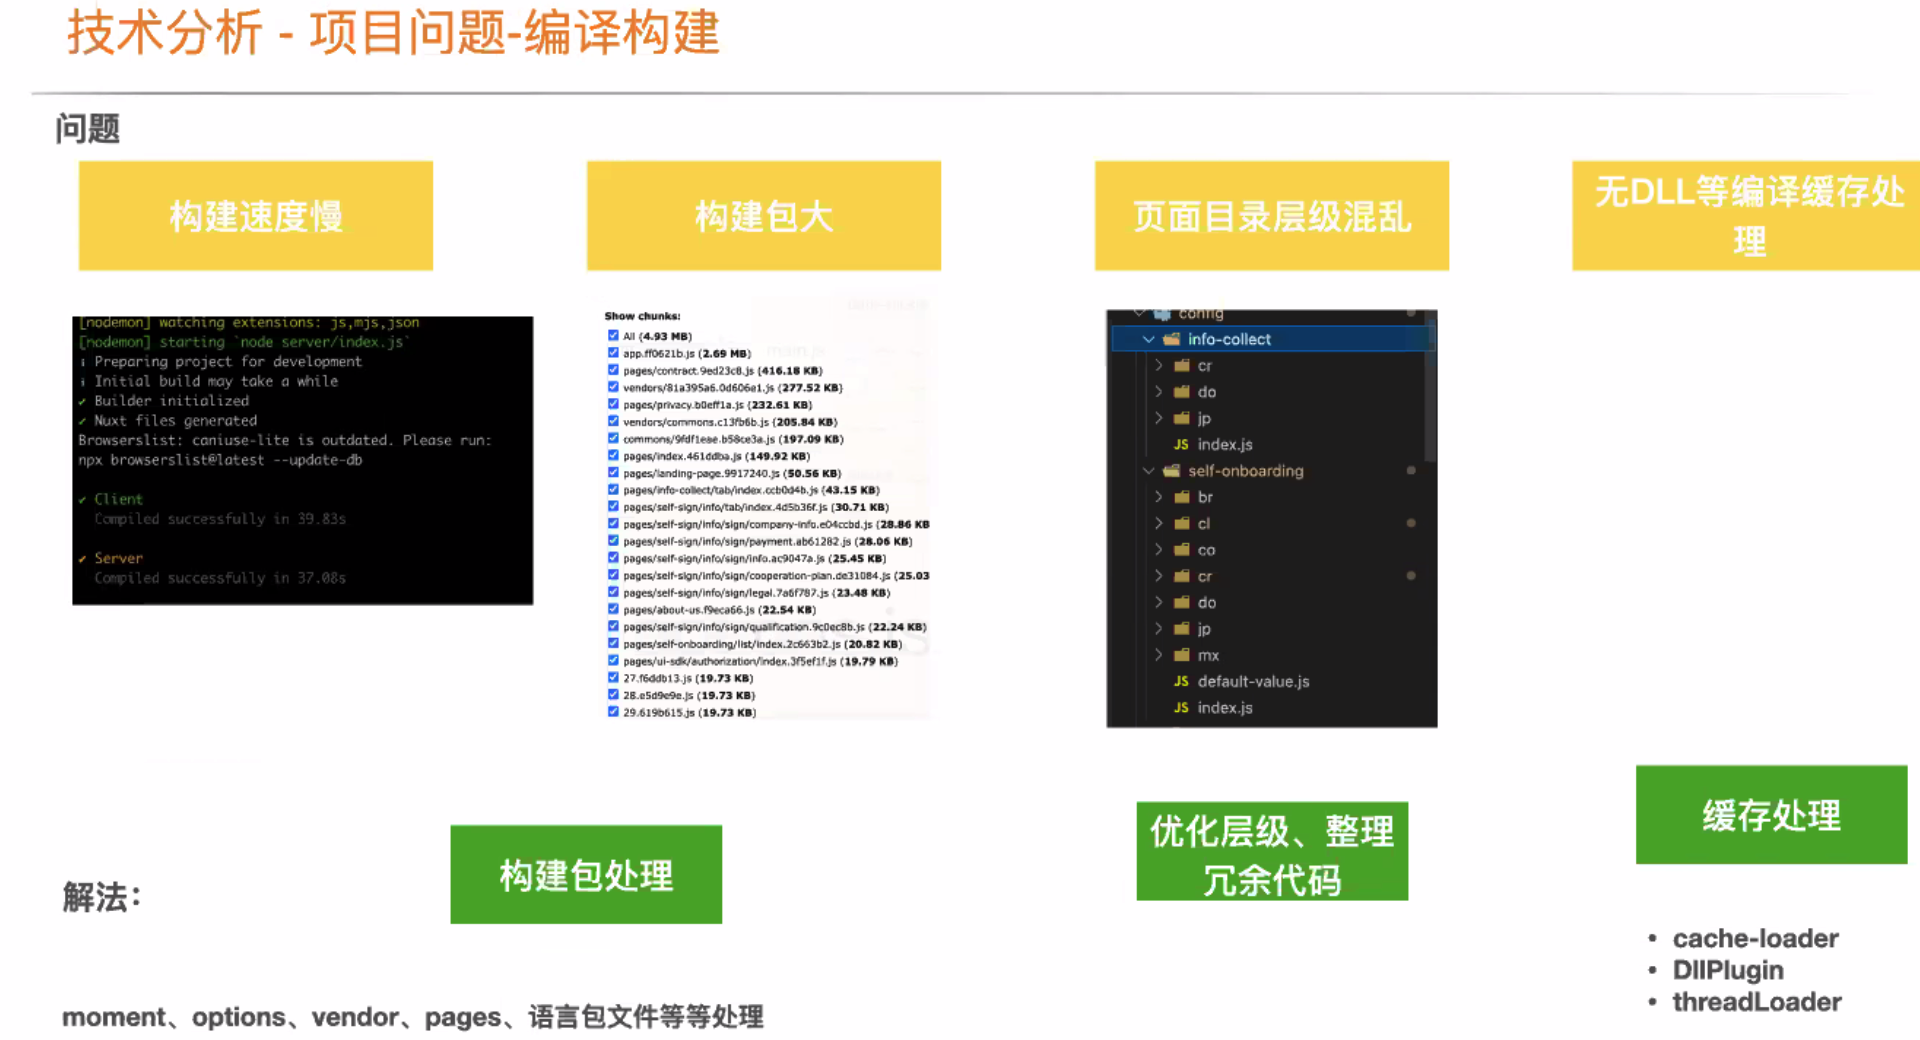 技术分析 - 项目问题-编译构建
问题
构建速度慢
构建包大
页面目录层级混乱
无DLL等编译缓存处
理
[nodemon] watching extensions: js,mjs,json
[nodemon] starting `node server/index.js`
Preparing project for development
Initial build may take a while
✔ Builder initialized
✔ Nuxt files generated
Browserslist: caniuse-lite is outdated. Please run:
npx browserslist@latest --update-db
✔ Client
Compiled successfully in 39.83s
✔ Server
Compiled successfully in 37.08s
Show chunks:
All (4.93 MB)
app.ff0621b.js (2.69 MB)
pages/contract.9ed23c8.js (416.18 KB)
vendors/81a395a6.0d606e1.js (277.52 KB)
pages/privacy.b0eff1a.js (232.61 KB)
vendors/commons.c13fb6b.js (205.84 KB)
commons/9fdf1eae.b58ce3a.js (197.09 KB)
pages/index.461ddba.js (149.92 KB)
pages/landing-page.9917240.js (50.56 KB)
pages/info-collect/tab/index.ccb0d4b.js (43.15 KB)
pages/self-sign/info/tab/index.4d5b36f.js (30.71 KB)
pages/self-sign/info/sign/company-info.e04ccbd.js (28.86 KB
pages/self-sign/info/sign/payment.ab61282.js (28.06 KB)
pages/self-sign/info/sign/info.ac9047a.js (25.45 KB)
pages/self-sign/info/sign/cooperation-plan.de31084.js (25.03
pages/self-sign/info/sign/legal.7a6f787.js (23.48 KB)
pages/about-us.f9eca66.js (22.54 KB)
pages/self-sign/info/sign/qualification.9c0ec8b.js (22.24 KB)
pages/self-onboarding/list/index.2c663b2.js (20.82 KB)
pages/ui-sdk/authorization/index.3f5ef1f.js (19.79 KB)
27.f6ddb13.js (19.73 KB)
28.e5d9e9e.js (19.73 KB)
29.619b615.js (19.73 KB)
config
info-collect
cr
do
jp
JS index.js
self-onboarding
br
cl
co
cr
do
jp
mx
JS default-value.js
JS index.js
解法：
构建包处理
优化层级、整理
冗余代码
缓存处理
• cache-loader
• DllPlugin
• threadLoader
moment、options、vendor、pages、语言包文件等等处理